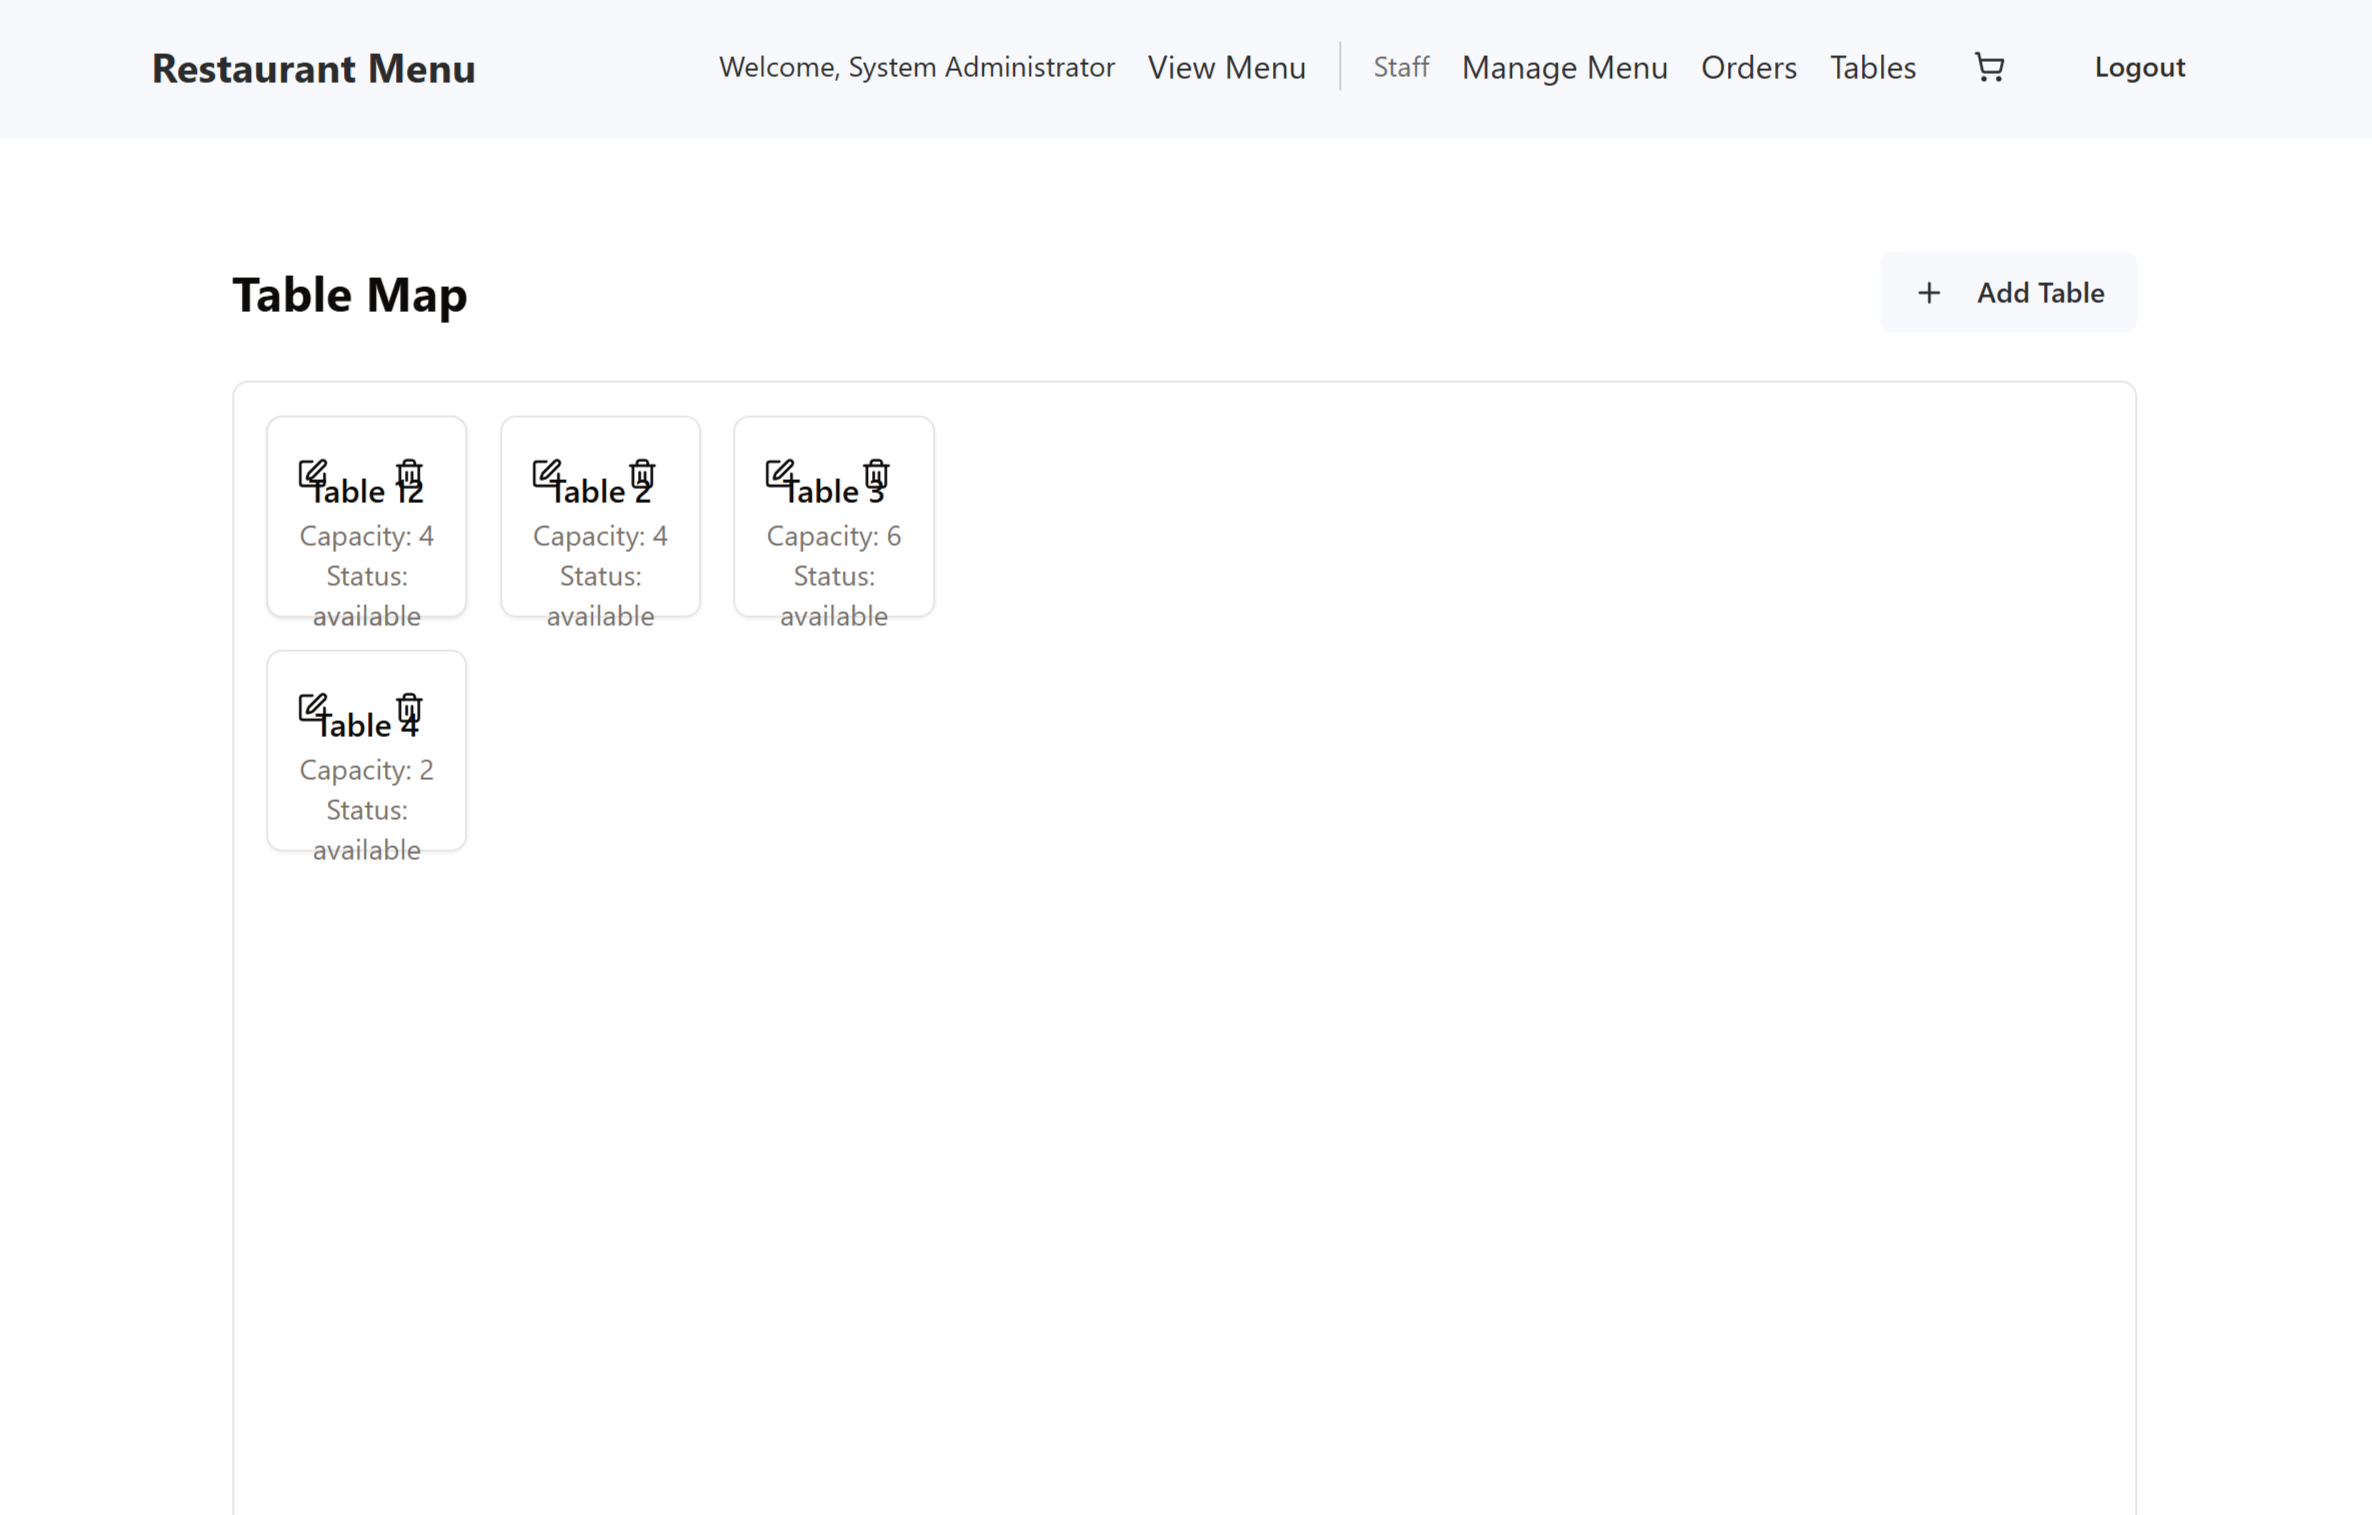 Restaurant Menu
Welcome, System Administrator
View Menu
Staff
Manage Menu
Orders
Tables
Logout
Table Map
Add Table
Table 12
Capacity: 4
Status:
available
Table 2
Capacity: 4
Status:
available
Table 3
Capacity: 6
Status:
available
Table 4
Capacity: 2
Status:
available